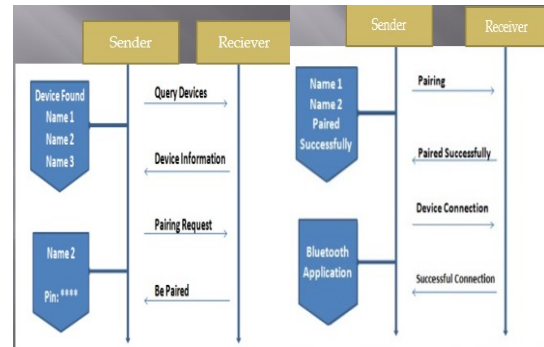 Sender
Reciever
Device Found
Name 1
Name 2
Name 3
Query Devices
Device Information
Pairing Request
Name 2
Pin: ****
Be Paired
Sender
Receiver
Name 1
Name 2
Paired
Successfully
Pairing
Paired Successfully
Device Connection
Bluetooth
Application
Successful Connection